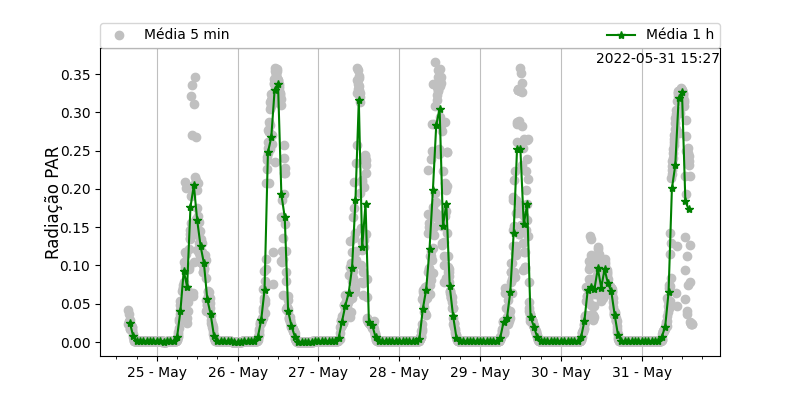 Média 5 min
Média 1 h
2022-05-31 15:27
Radiação PAR
0.35
0.30
0.25
0.20
0.15
0.10
0.05
0.00
25 - May
26 - May
27 - May
28 - May
29 - May
30 - May
31 - May